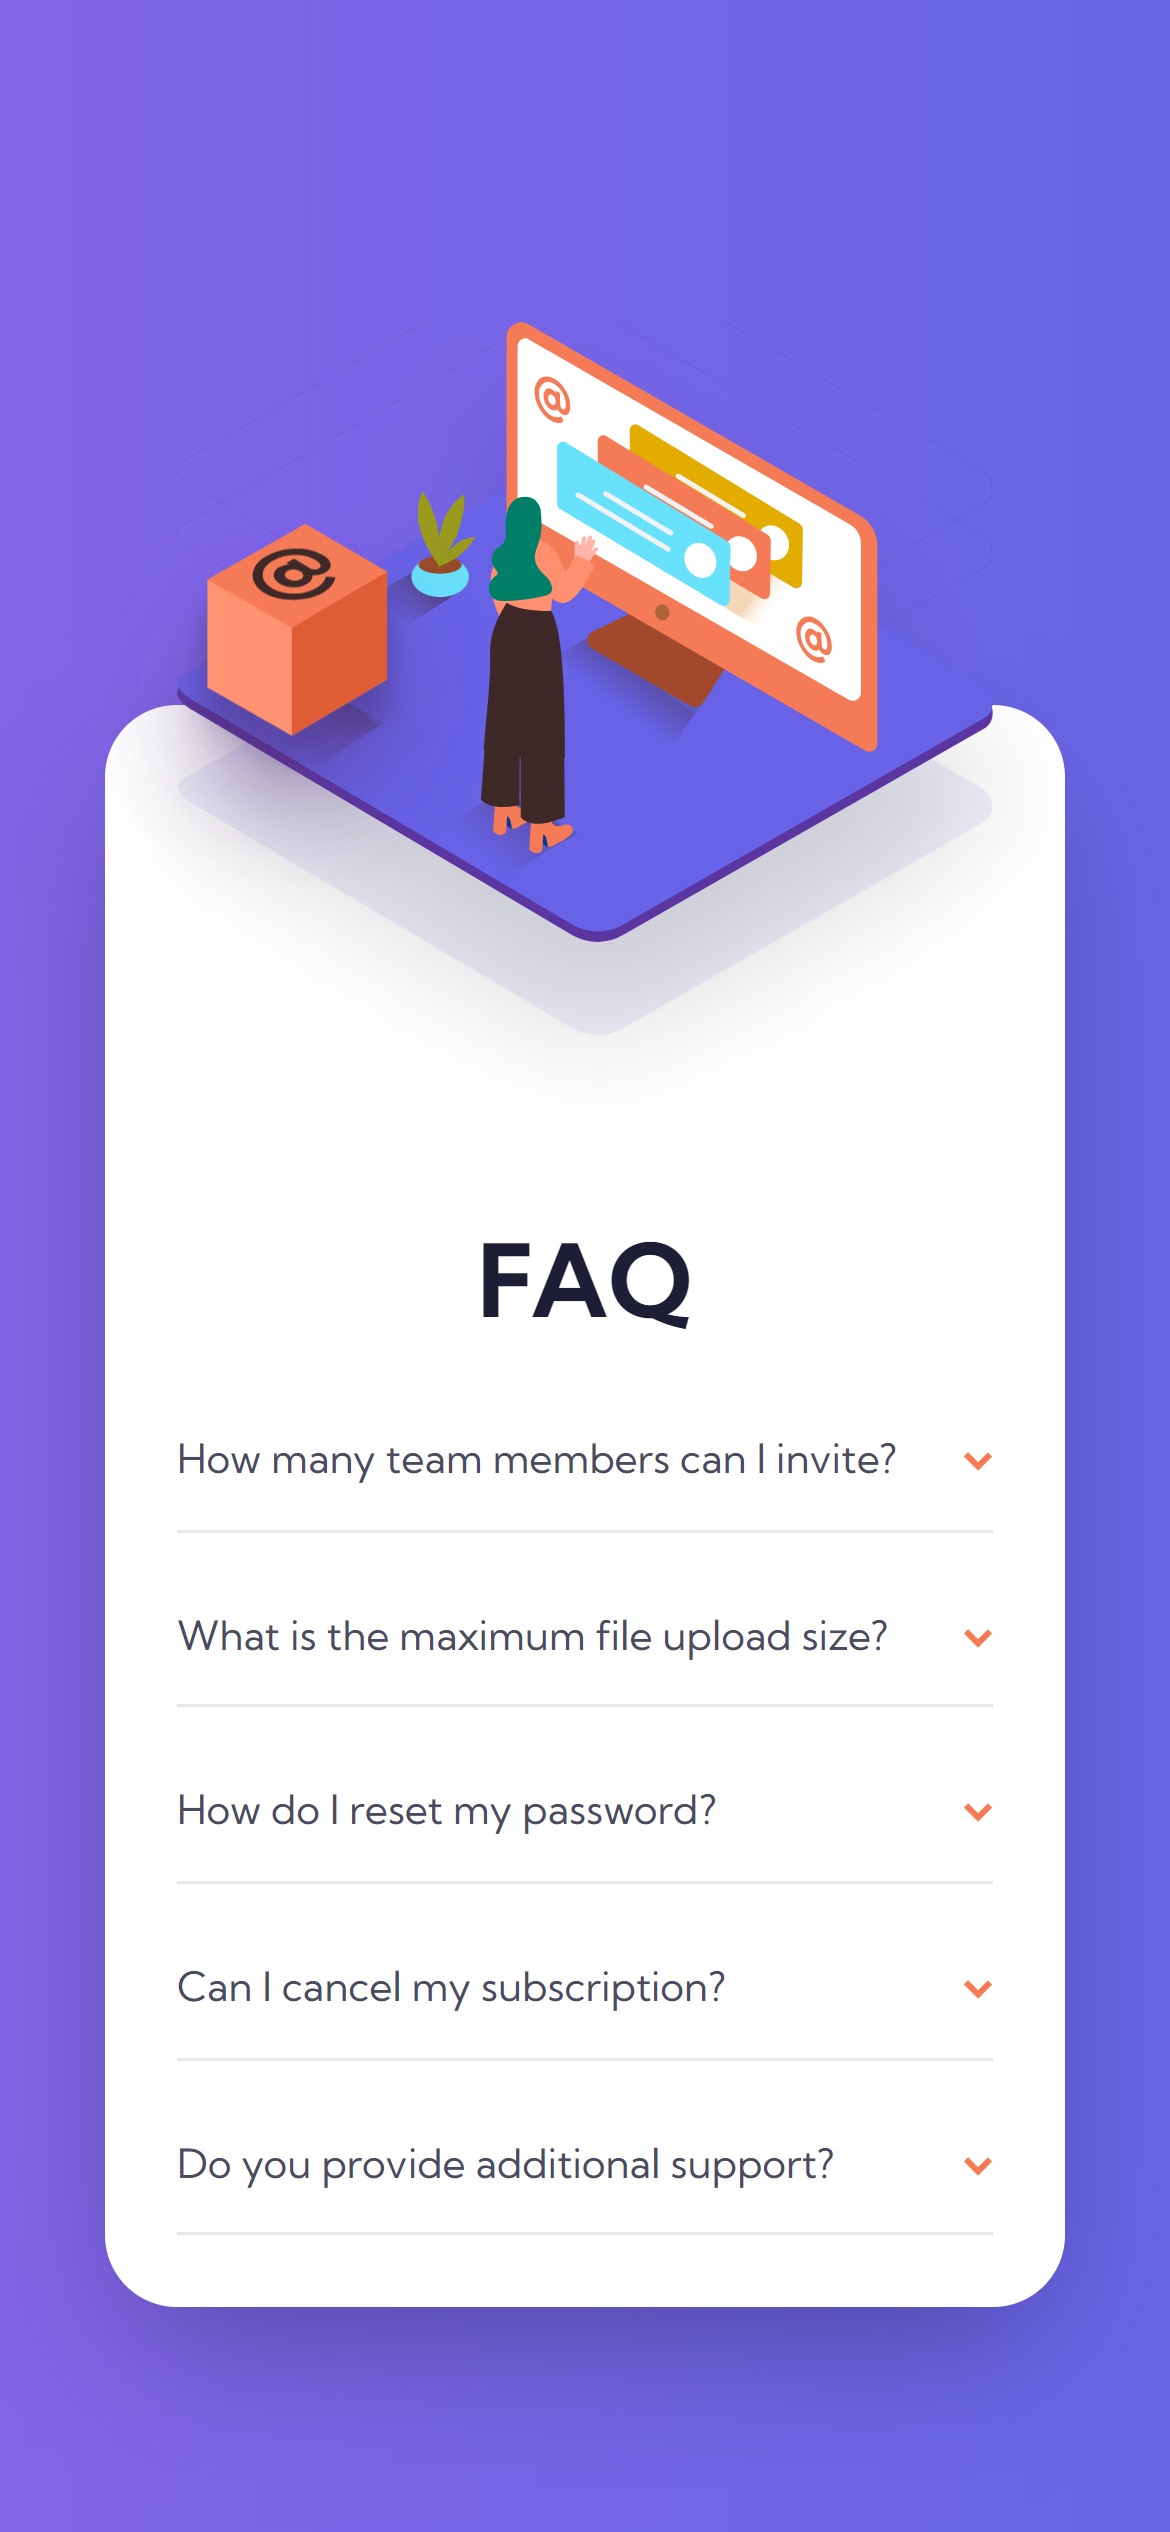 @
@
@
FAQ
How many team members can I invite?
What is the maximum file upload size?
How do I reset my password?
Can I cancel my subscription?
Do you provide additional support?